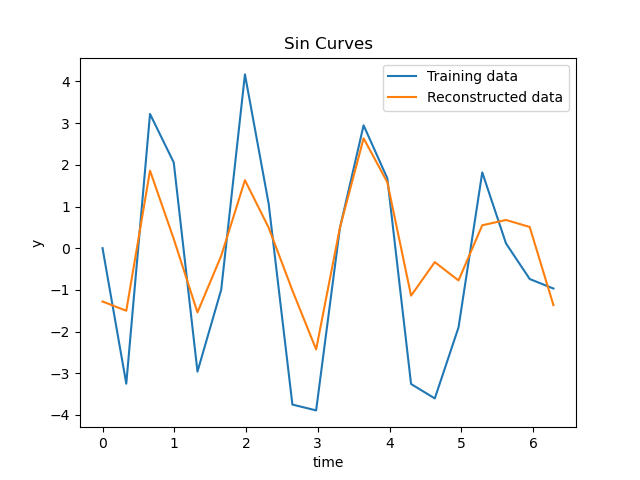 Sin Curves
Training data
Reconstructed data
4
3
2
1
0
−1
−2
−3
−4
y
0 1 2 3 4 5 6
time